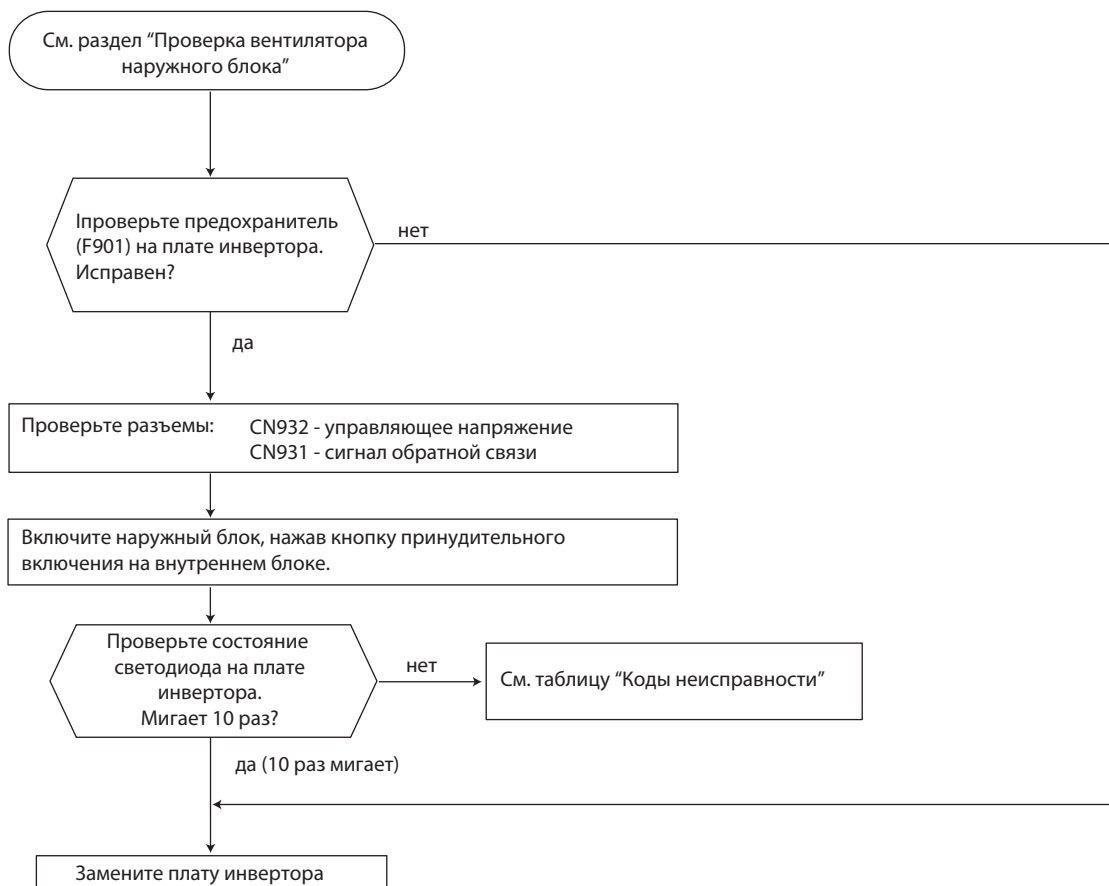 См. раздел “Проверка вентилятора
наружного блока”
Iпроверьте предохранитель
(F901) на плате инвертора.
Исправен?
нет
да
Проверьте разъемы: CN932 - управляющее напряжение
CN931 - сигнал обратной связи
Включите наружный блок, нажав кнопку принудительного
включения на внутреннем блоке.
Проверьте состояние
светодиода на плате
инвертора.
Мигает 10 раз?
нет
См. таблицу “Коды неисправности”
да (10 раз мигает)
Замените плату инвертора